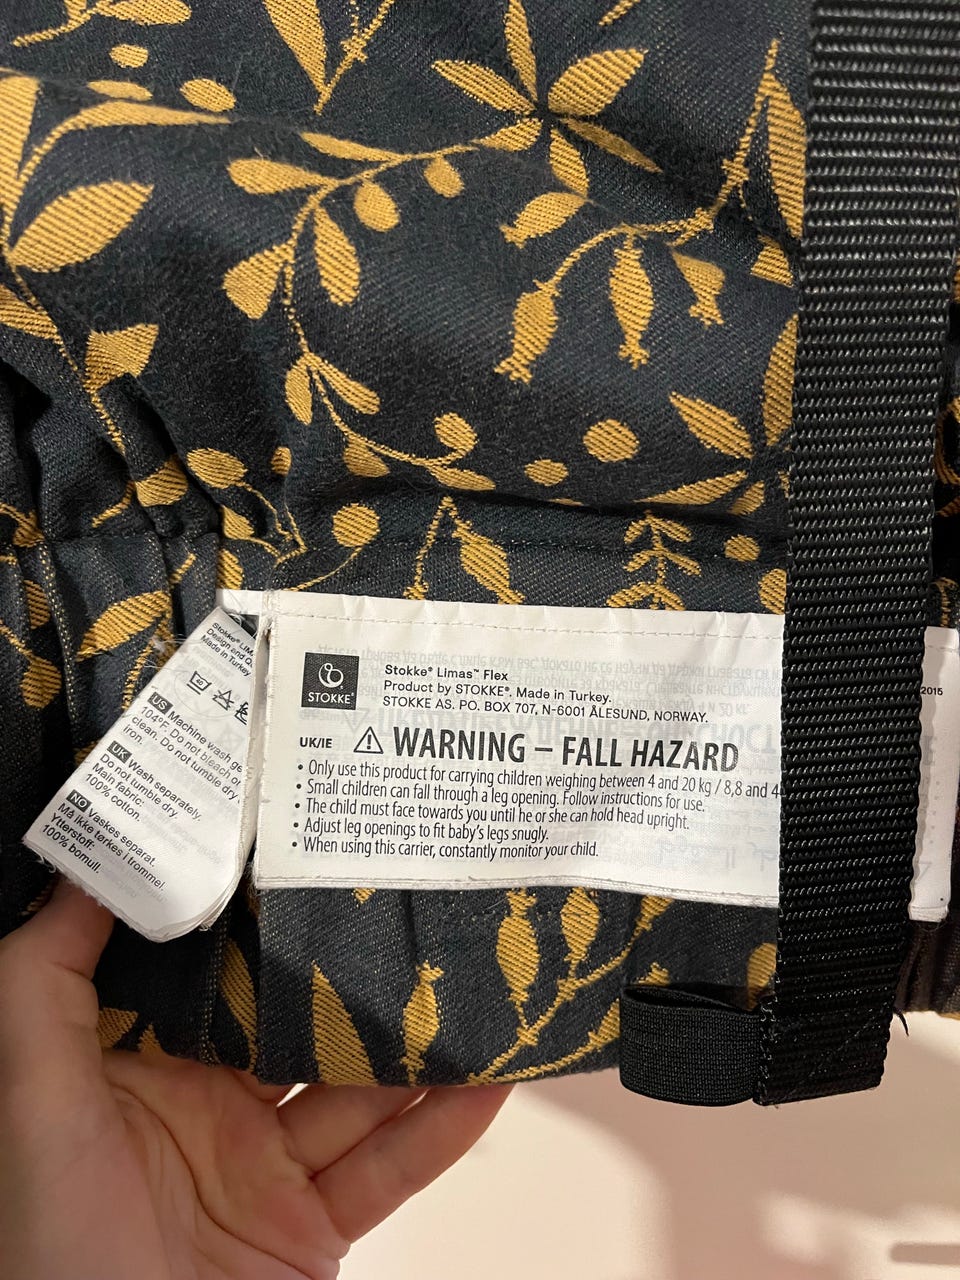 Stokke® LIM
Design and
Made in Turkey
US Machine wash
104°F. Do not bleach
clean. Do not tumble dry
iron.
UK Wash separately.
Do not tumble dry.
Main fabric:
100% cotton.
NO Vaskes separat.
Må ikke tørkes i trommel.
Ytterstoff:
100% bomull.
STOKKE®
Stokke® Limas™ Flex
Product by STOKKE®. Made in Turkey.
STOKKE AS. PO. BOX 707, N-6001 ÅLESUND, NORWAY.
UK/IE ⚠ WARNING – FALL HAZARD
• Only use this product for carrying children weighing between 4 and 20 kg / 8,8 and 4
• Small children can fall through a leg opening. Follow instructions for use.
• The child must face towards you until he or she can hold head upright.
• Adjust leg openings to fit baby's legs snugly.
• When using this carrier, constantly monitor your child.
2015